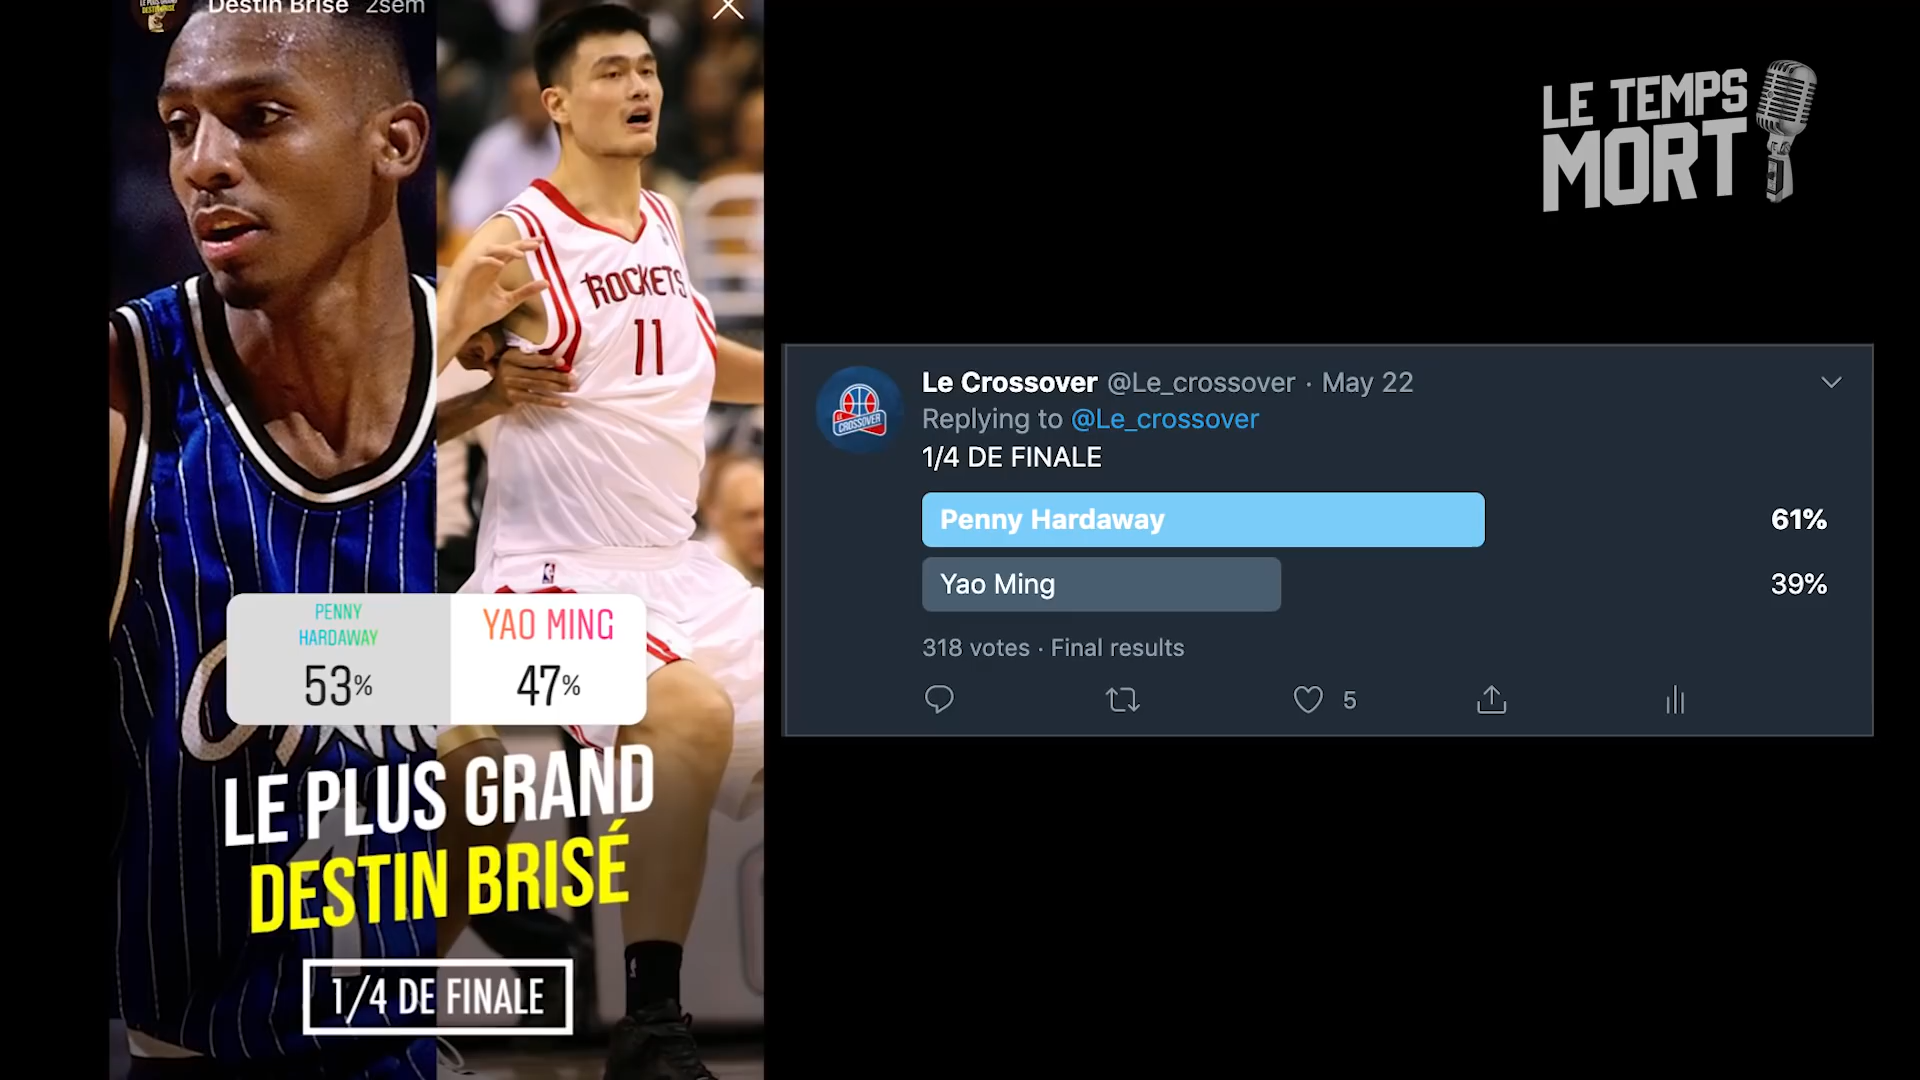 Destin Brisé 2sem
ROCKETS
11
PENNY
HARDAWAY
53%
YAO MING
47%
LE PLUS GRAND
DESTIN BRISÉ
1/4 DE FINALE
LE TEMPS
MORT
Le Crossover @Le_crossover · May 22
Replying to @Le_crossover
1/4 DE FINALE
Penny Hardaway 61%
Yao Ming 39%
318 votes · Final results
5
LE
CROSSOVER